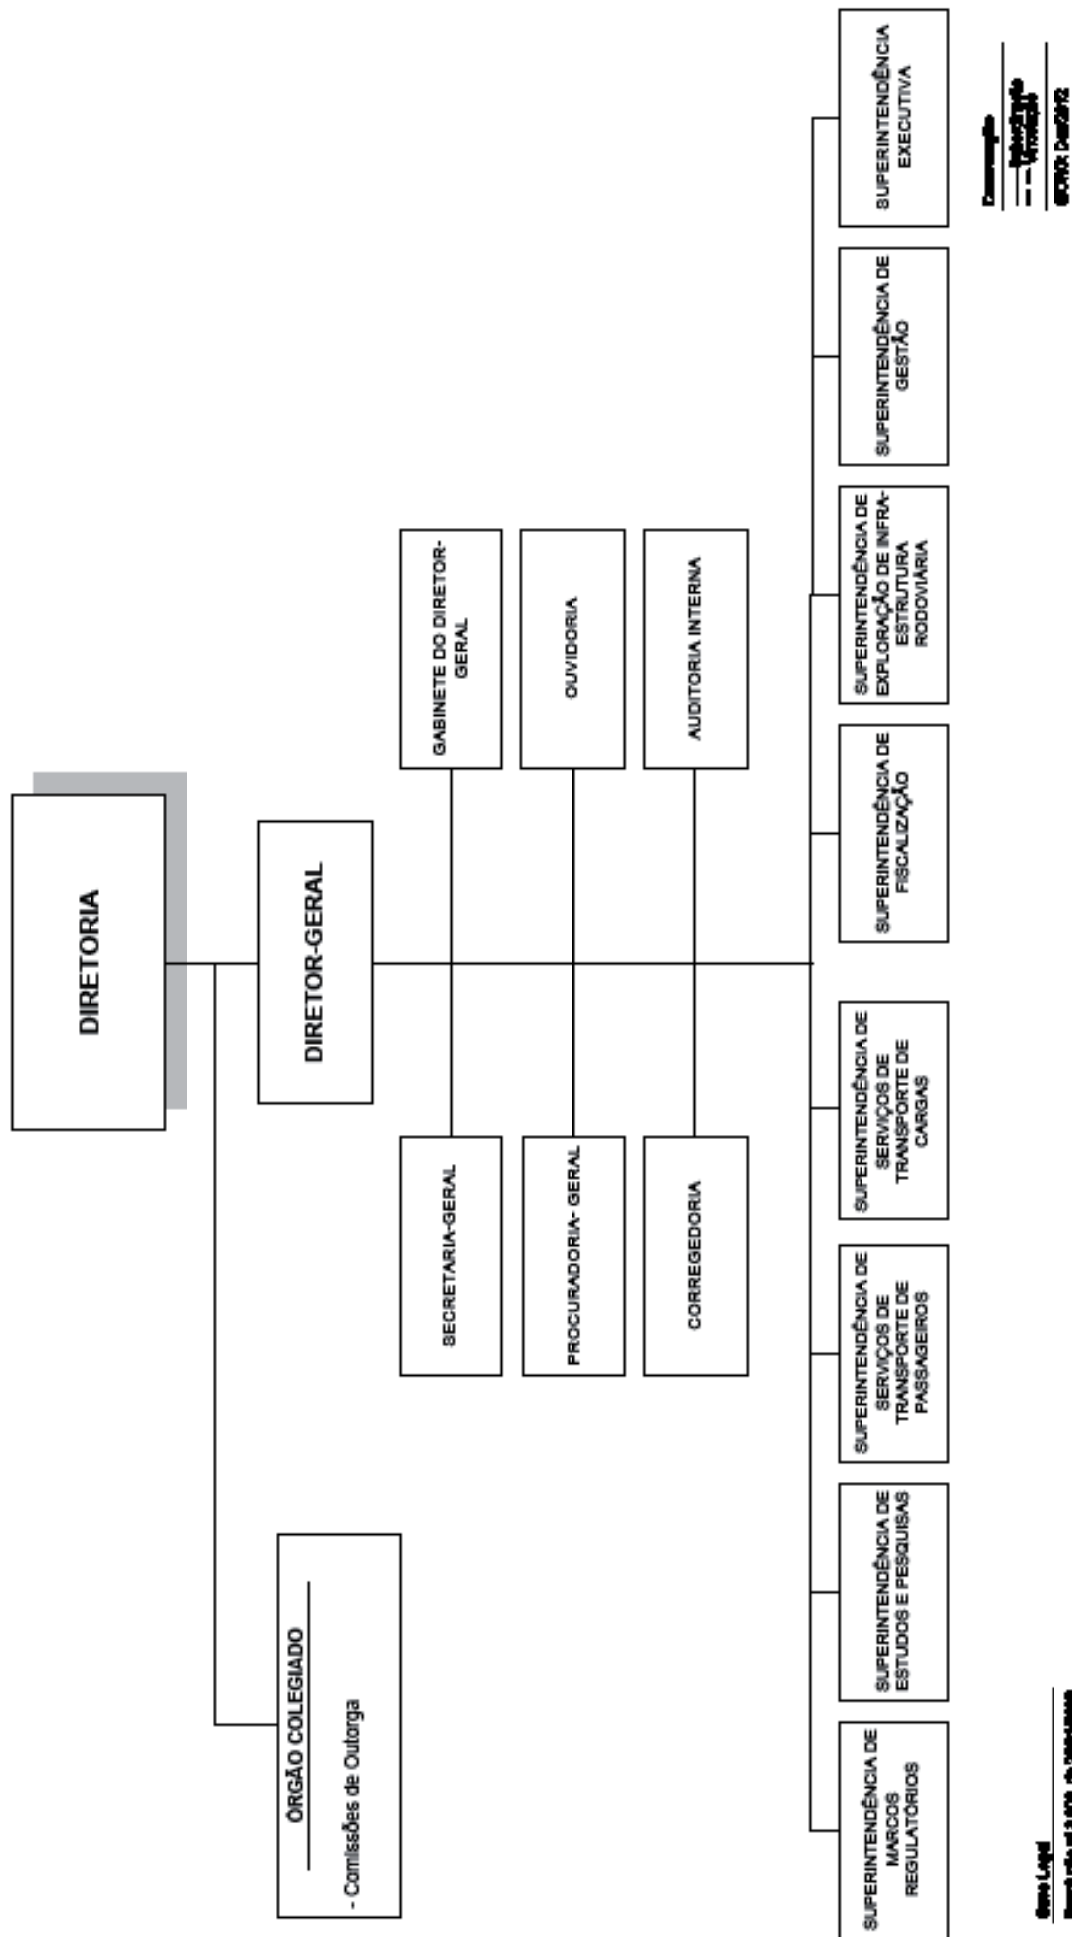 DIRETORIA
DIRETOR-GERAL
ÓRGÃO COLEGIADO
- Comissões de Outorga
SECRETARIA-GERAL
GABINETE DO DIRETOR-
GERAL
PROCURADORIA- GERAL
OUVIDORIA
CORREGEDORIA
AUDITORIA INTERNA
SUPERINTENDÊNCIA DE
MARCOS
REGULATÓRIOS
SUPERINTENDÊNCIA DE
ESTUDOS E PESQUISAS
SUPERINTENDÊNCIA DE
SERVIÇOS DE
TRANSPORTE DE
PASSAGEIROS
SUPERINTENDÊNCIA DE
SERVIÇOS DE
TRANSPORTE DE
CARGAS
SUPERINTENDÊNCIA DE
FISCALIZAÇÃO
SUPERINTENDÊNCIA DE
EXPLORAÇÃO DE INFRA-
ESTRUTURA
RODOVIÁRIA
SUPERINTENDÊNCIA DE
GESTÃO
SUPERINTENDÊNCIA
EXECUTIVA
Legal